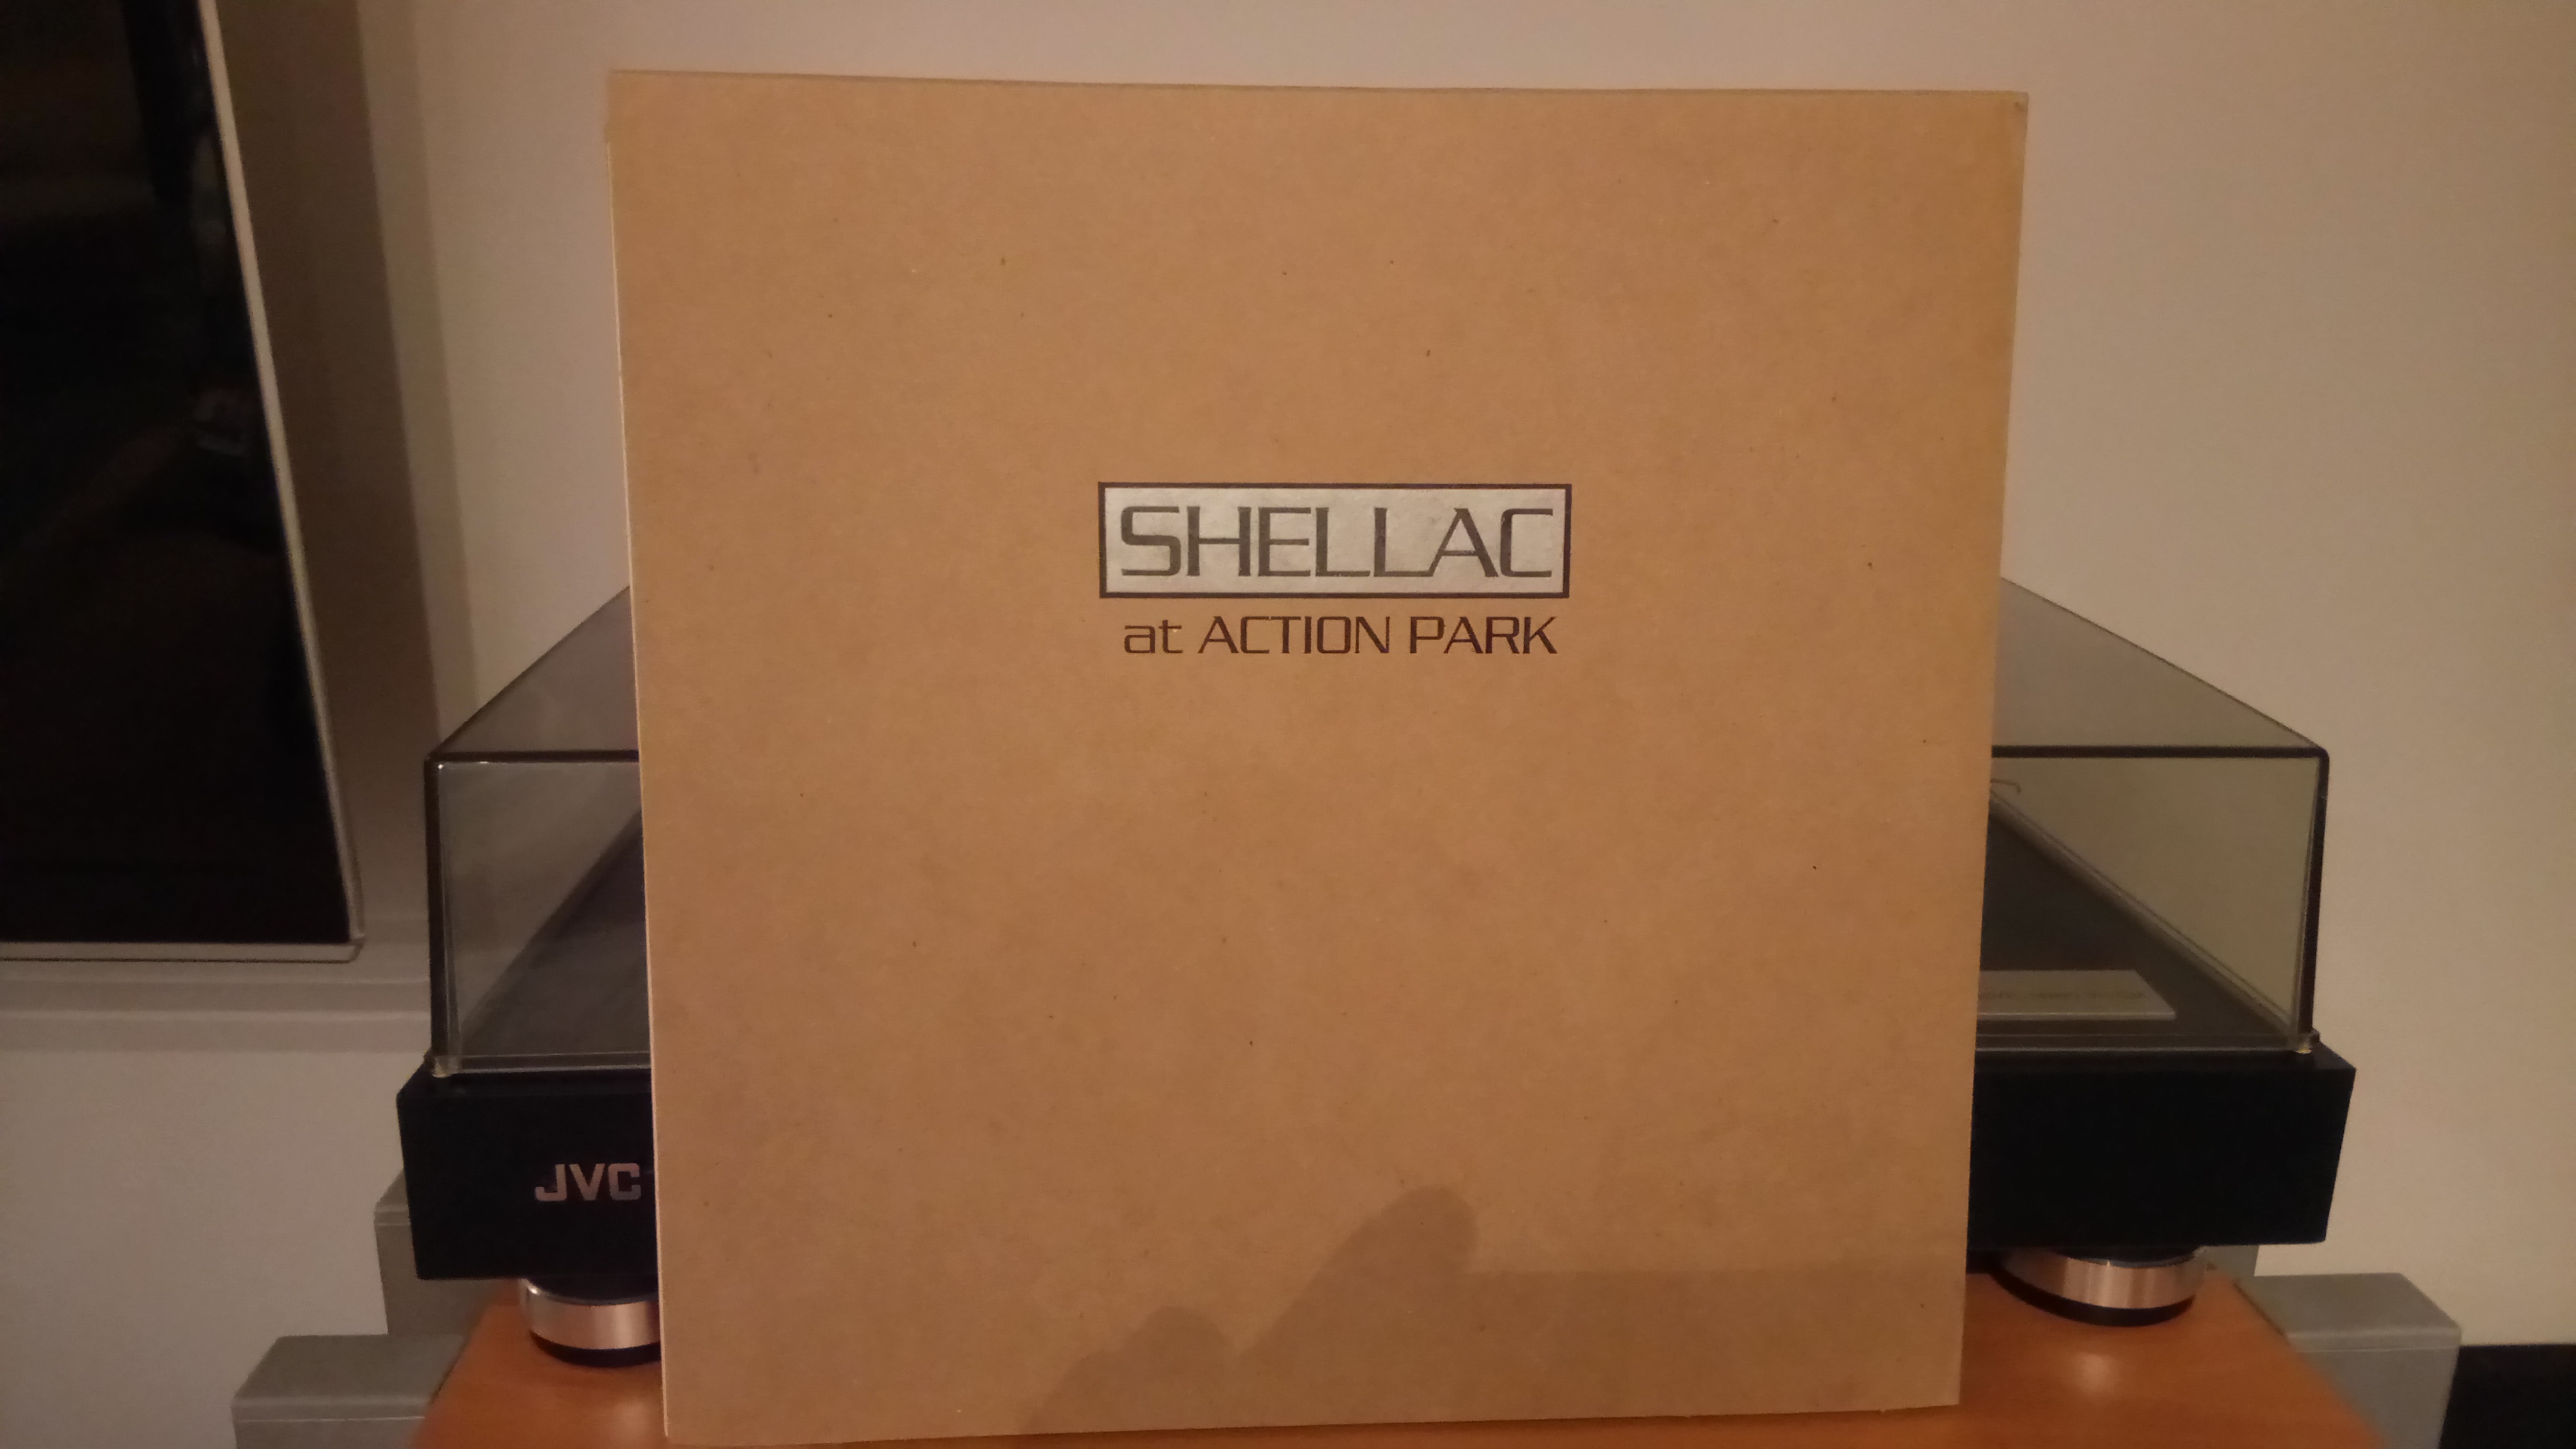 SHELLAC
at ACTION PARK
JVC